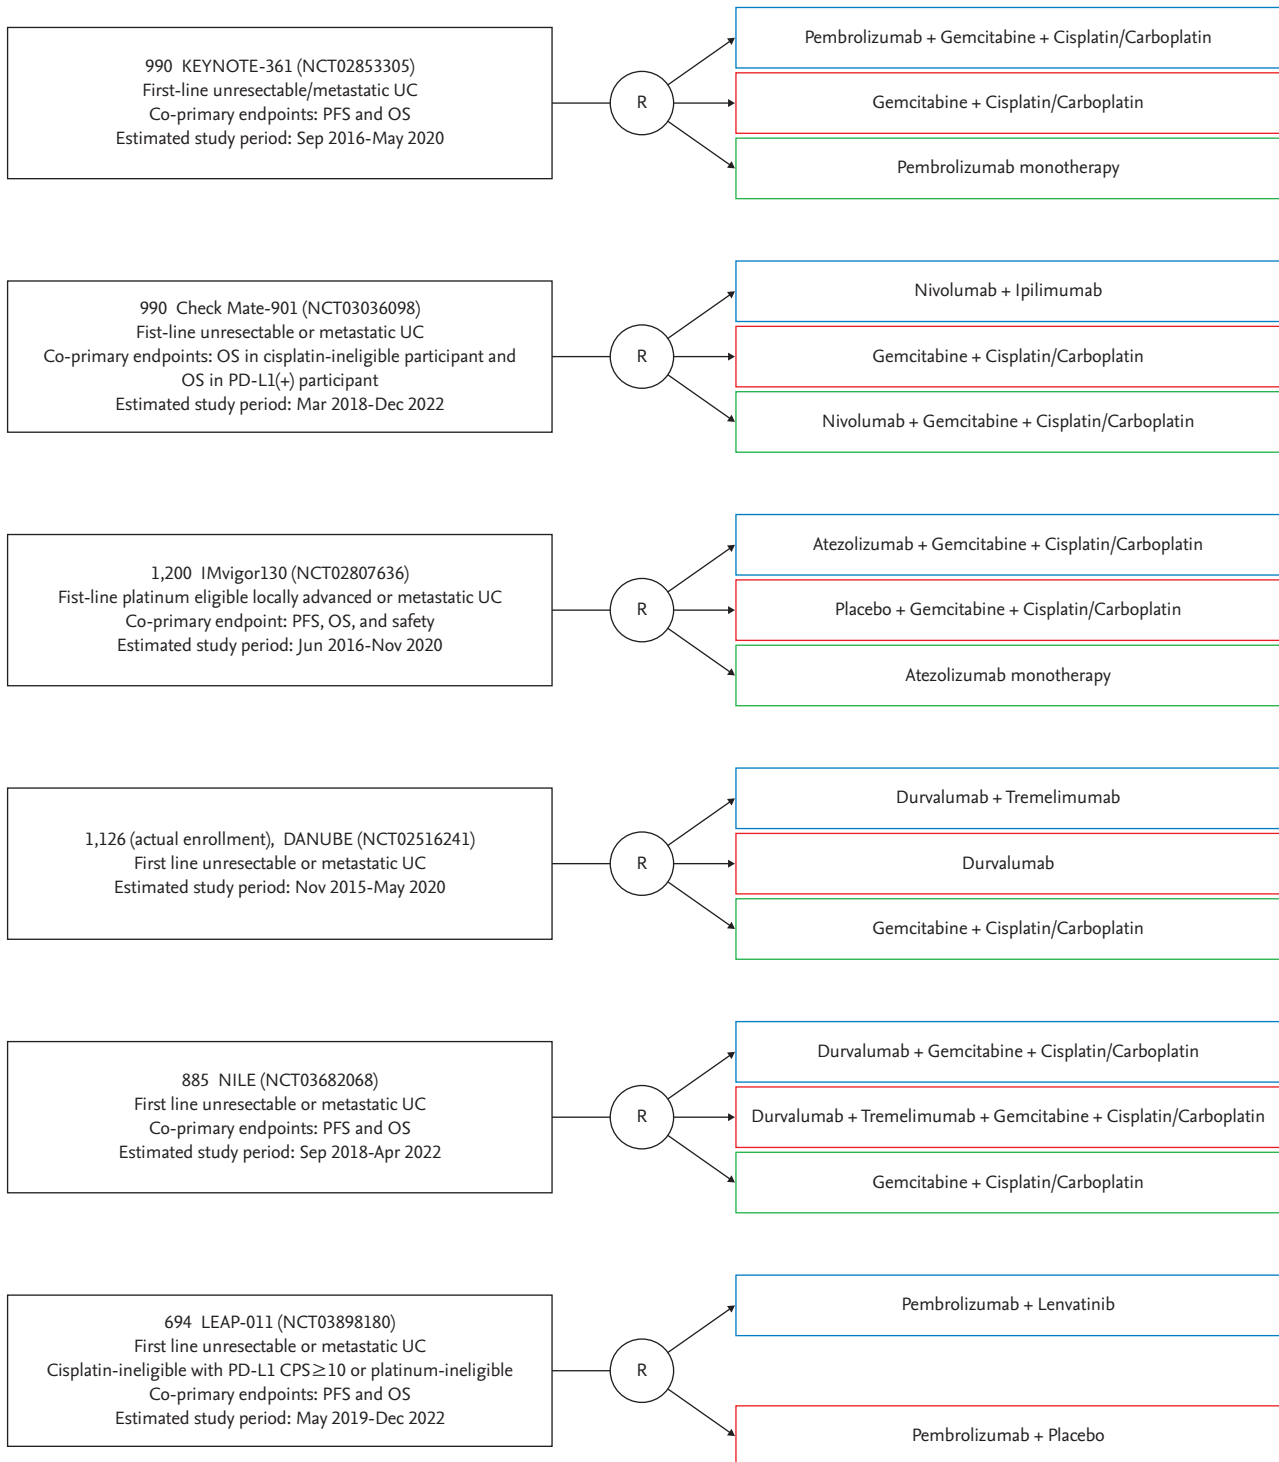 990 KEYNOTE-361 (NCT02853305)
First-line unresectable/metastatic UC
Co-primary endpoints: PFS and OS
Estimated study period: Sep 2016-May 2020
R
Pembrolizumab + Gemcitabine + Cisplatin/Carboplatin
Gemcitabine + Cisplatin/Carboplatin
Pembrolizumab monotherapy
990 Check Mate-901 (NCT03036098)
Fist-line unresectable or metastatic UC
Co-primary endpoints: OS in cisplatin-ineligible participant and
OS in PD-L1(+) participant
Estimated study period: Mar 2018-Dec 2022
R
Nivolumab + Ipilimumab
Gemcitabine + Cisplatin/Carboplatin
Nivolumab + Gemcitabine + Cisplatin/Carboplatin
1,200 IMvigor130 (NCT02807636)
Fist-line platinum eligible locally advanced or metastatic UC
Co-primary endpoint: PFS, OS, and safety
Estimated study period: Jun 2016-Nov 2020
R
Atezolizumab + Gemcitabine + Cisplatin/Carboplatin
Placebo + Gemcitabine + Cisplatin/Carboplatin
Atezolizumab monotherapy
1,126 (actual enrollment), DANUBE (NCT02516241)
First line unresectable or metastatic UC
Estimated study period: Nov 2015-May 2020
R
Durvalumab + Tremelimumab
Durvalumab
Gemcitabine + Cisplatin/Carboplatin
885 NILE (NCT03682068)
First line unresectable or metastatic UC
Co-primary endpoints: PFS and OS
Estimated study period: Sep 2018-Apr 2022
R
Durvalumab + Gemcitabine + Cisplatin/Carboplatin
Durvalumab + Tremelimumab + Gemcitabine + Cisplatin/Carboplatin
Gemcitabine + Cisplatin/Carboplatin
694 LEAP-011 (NCT03898180)
First line unresectable or metastatic UC
Cisplatin-ineligible with PD-L1 CPS≥10 or platinum-ineligible
Co-primary endpoints: PFS and OS
Estimated study period: May 2019-Dec 2022
R
Pembrolizumab + Lenvatinib
Pembrolizumab + Placebo